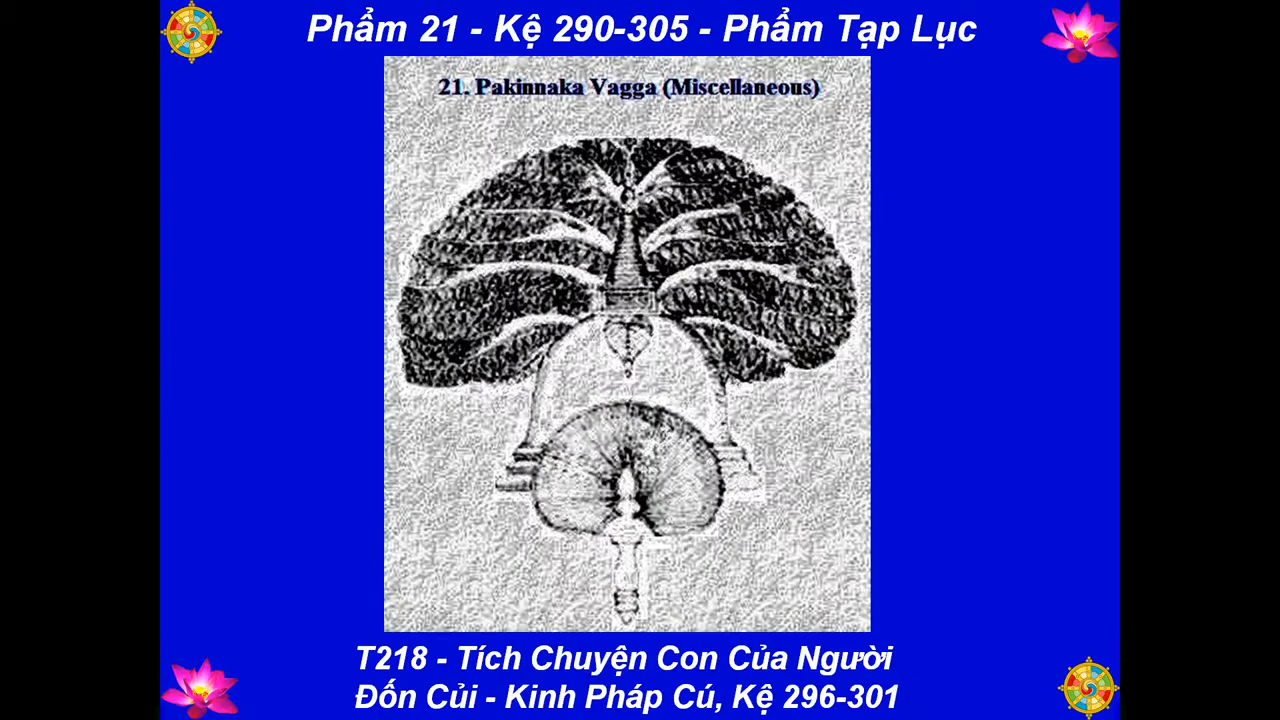 Phẩm 21 - Kệ 290-305 - Phẩm Tạp Lục
21. Pakinnaka Vagga (Miscellaneous)
T218 - Tích Chuyện Con Của Người
Đốn Củi - Kinh Pháp Cú, Kệ 296-301